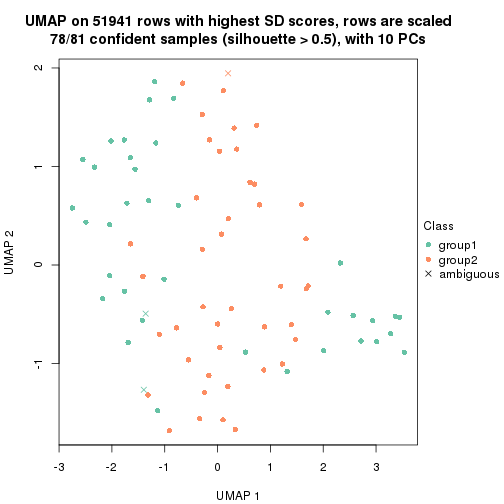 UMAP on 51941 rows with highest SD scores, rows are scaled
78/81 confident samples (silhouette > 0.5), with 10 PCs
2
1
0
-1
UMAP 2
-3 -2 -1 0 1 2 3
UMAP 1
Class
group1
group2
ambiguous